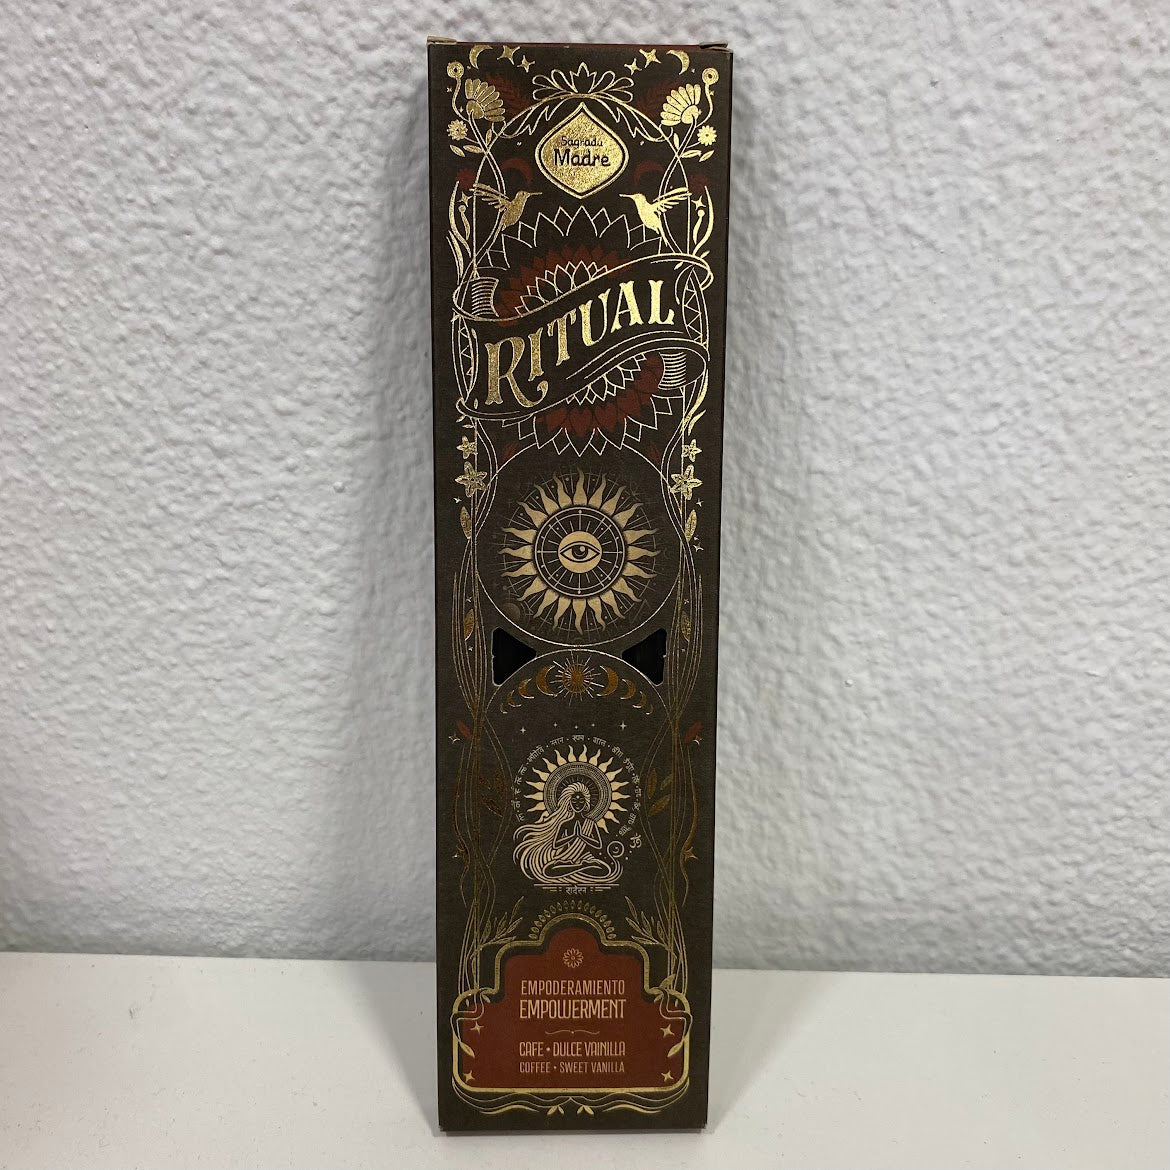 Sagrada
Madre
RITUAL
EMPODERAMIENTO
EMPOWERMENT
CAFE • DULCE VAINILLA
COFFEE • SWEET VANILLA